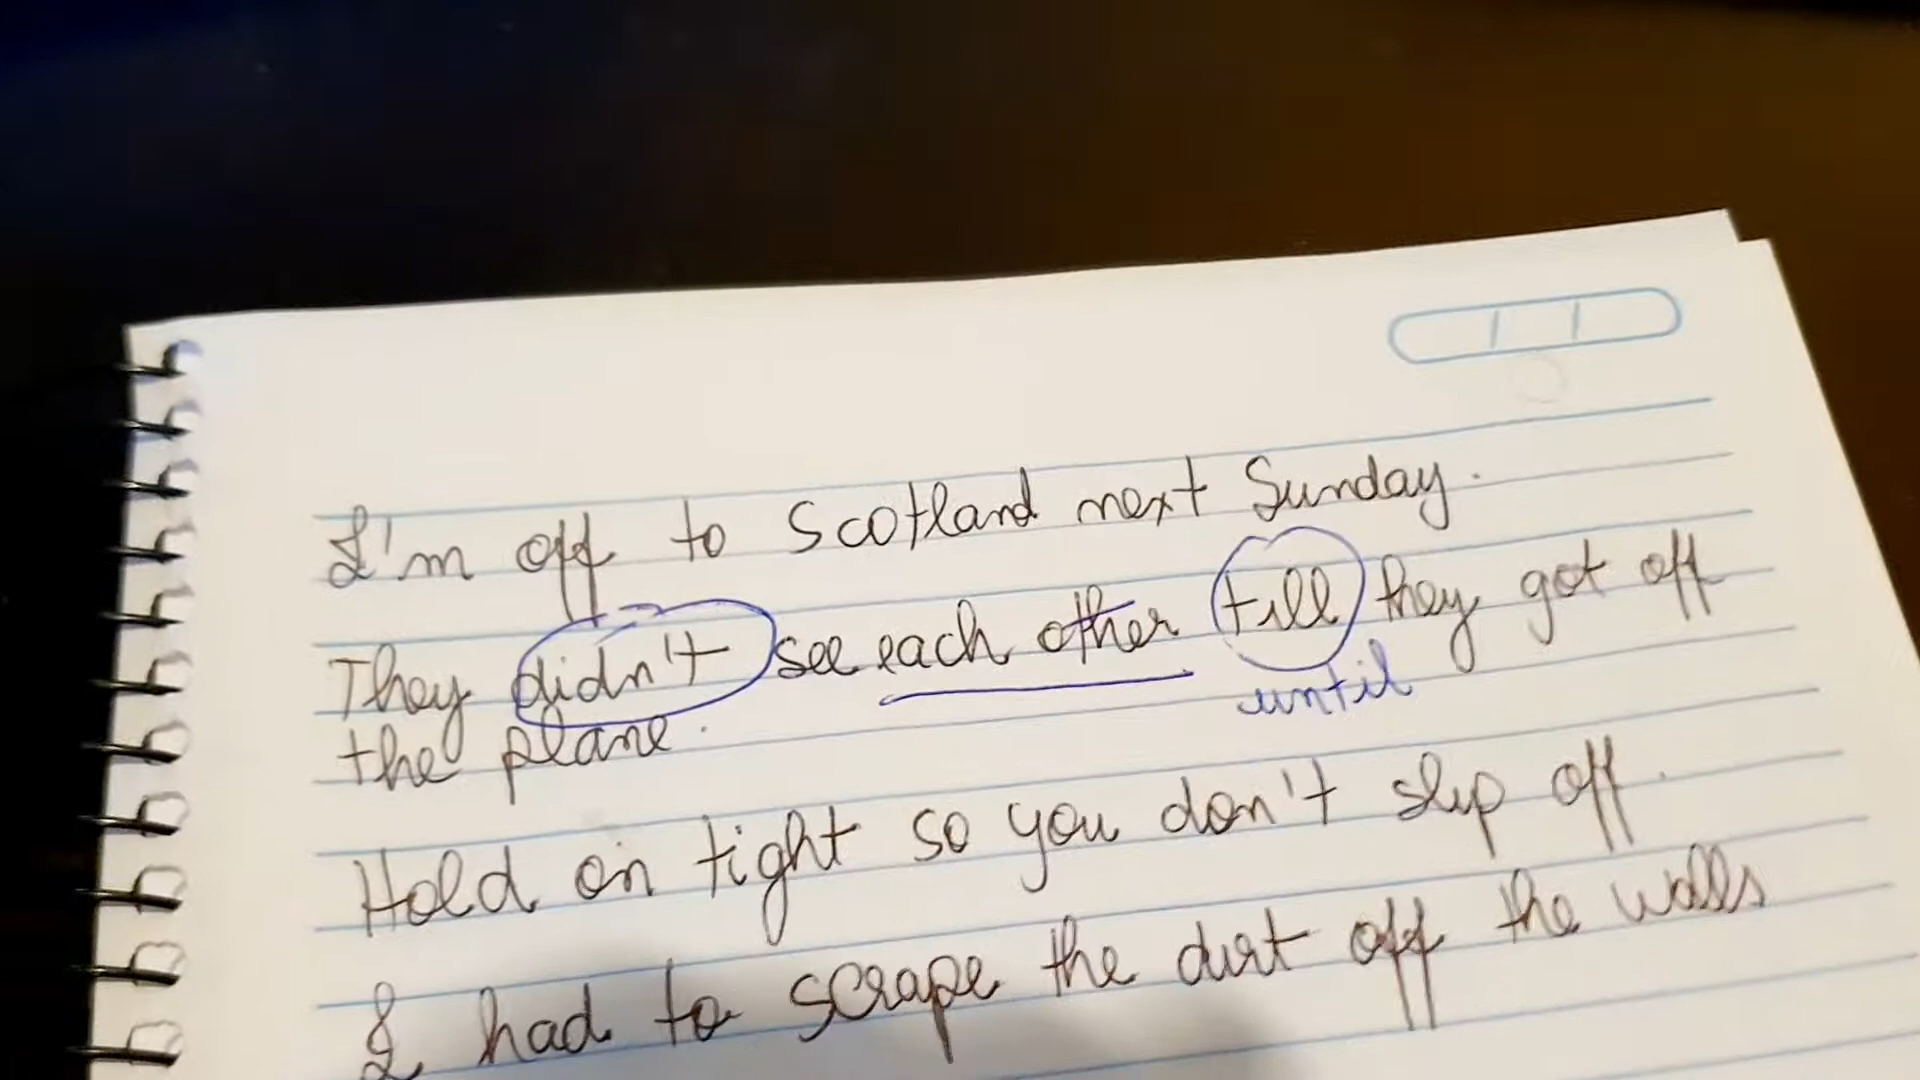 I'm off to Scotland next Sunday.
They didn't see each other till they got off
until
the plane.
Hold on tight so you don't slip off.
I had to scrape the dirt off the walls